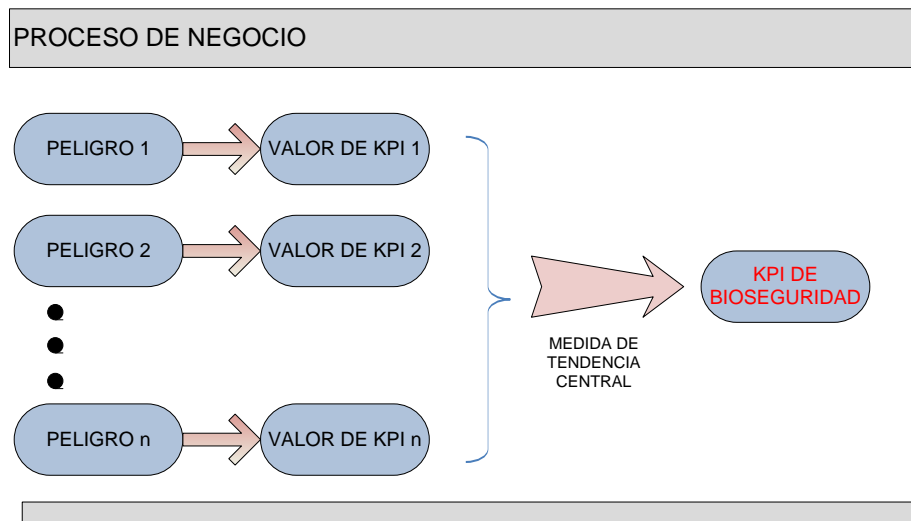 PROCESO DE NEGOCIO
PELIGRO 1
VALOR DE KPI 1
PELIGRO 2
VALOR DE KPI 2
KPI DE
BIOSEGURIDAD
MEDIDA DE
TENDENCIA
CENTRAL
PELIGRO n
VALOR DE KPI n